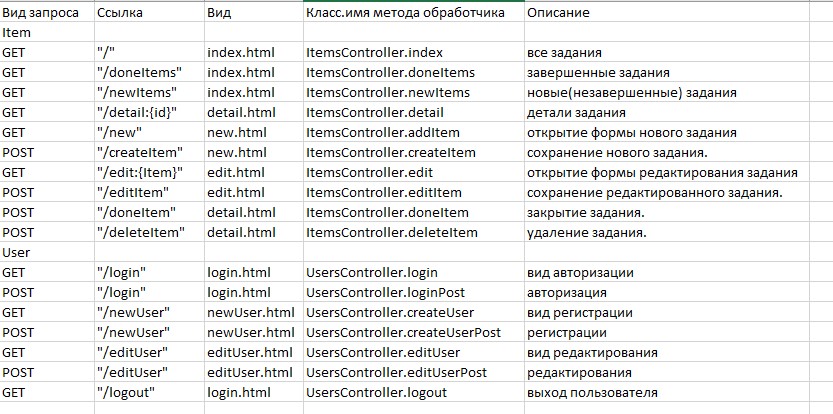 Вид запроса Ссылка Вид Класс.имя метода обработчика Описание
Item
GET "/" index.html ItemsController.index все задания
GET "/doneItems" index.html ItemsController.doneItems завершенные задания
GET "/newItems" index.html ItemsController.newItems новые(незавершенные) задания
GET "/detail:{id}" detail.html ItemsController.detail детали задания
GET "/new" new.html ItemsController.addItem открытие формы нового задания
POST "/createItem" new.html ItemsController.createItem сохранение нового задания.
GET "/edit:{Item}" edit.html ItemsController.edit открытие формы редактирования задания
POST "/editItem" edit.html ItemsController.editItem сохранение редактированного задания.
POST "/doneItem" detail.html ItemsController.doneItem закрытие задания.
POST "/deleteItem" detail.html ItemsController.deleteItem удаление задания.
User
GET "/login" login.html UsersController.login вид авторизации
POST "/login" login.html UsersController.loginPost авторизация
GET "/newUser" newUser.html UsersController.createUser вид регистрации
POST "/newUser" newUser.html UsersController.createUserPost регистрации
GET "/editUser" editUser.html UsersController.editUser вид редактирования
POST "/editUser" editUser.html UsersController.editUserPost редактирования
GET "/logout" login.html UsersController.logout выход пользователя